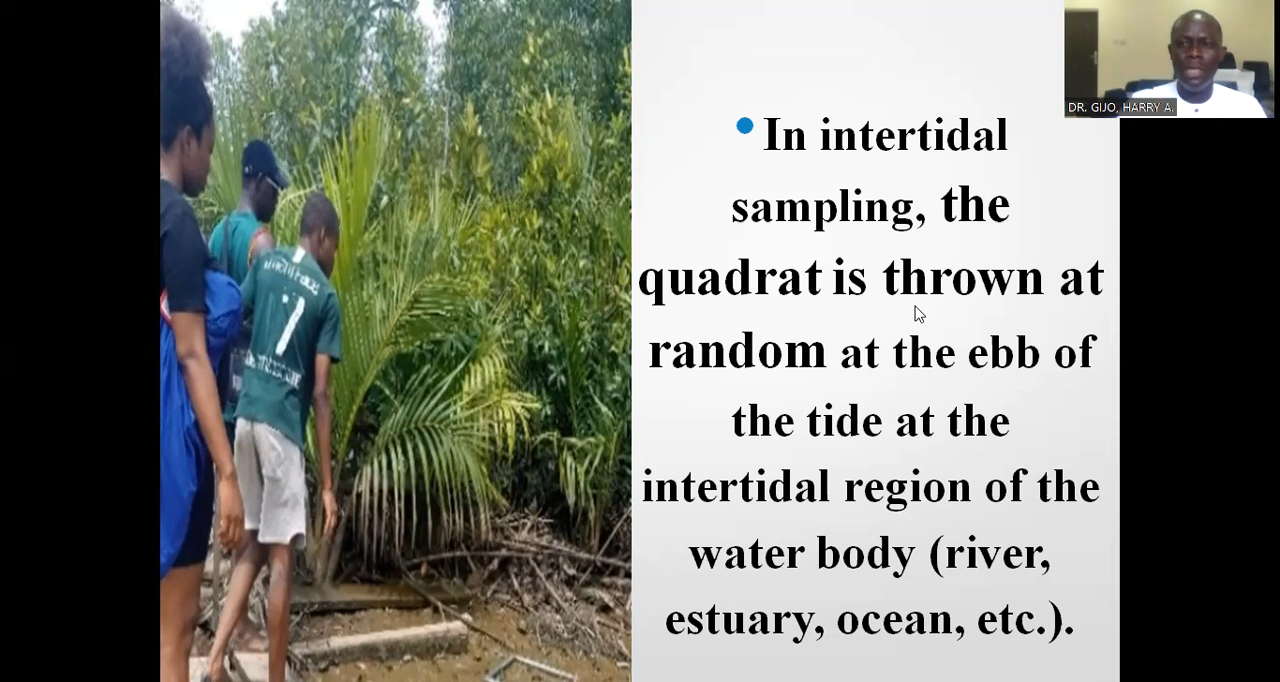 • In intertidal
sampling, the
quadrat is thrown at
random at the ebb of
the tide at the
intertidal region of the
water body (river,
estuary, ocean, etc.).
DR. GIJO, HARRY A.
7